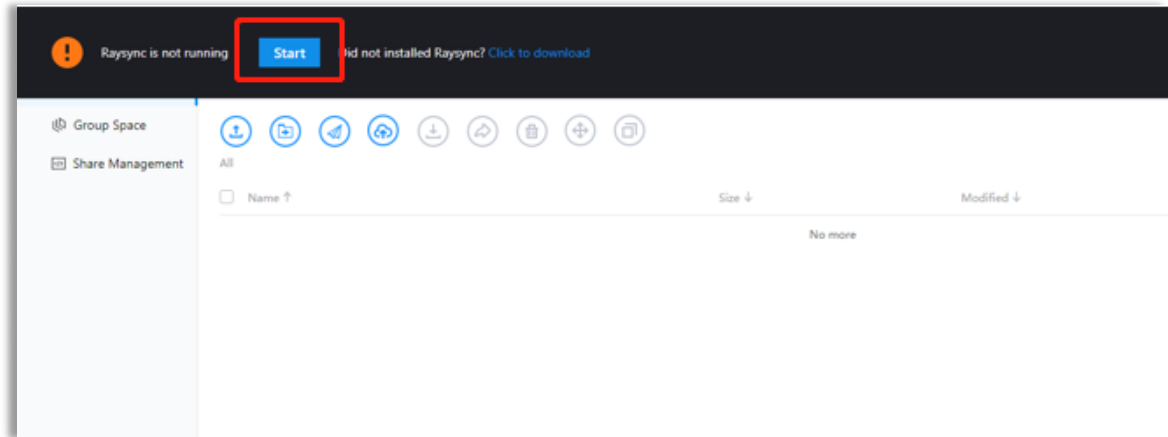 Raysync is not running Start Did not installed Raysync? Click to download
Group Space
Share Management
All
Name ↑ Size ↓ Modified ↓
No more